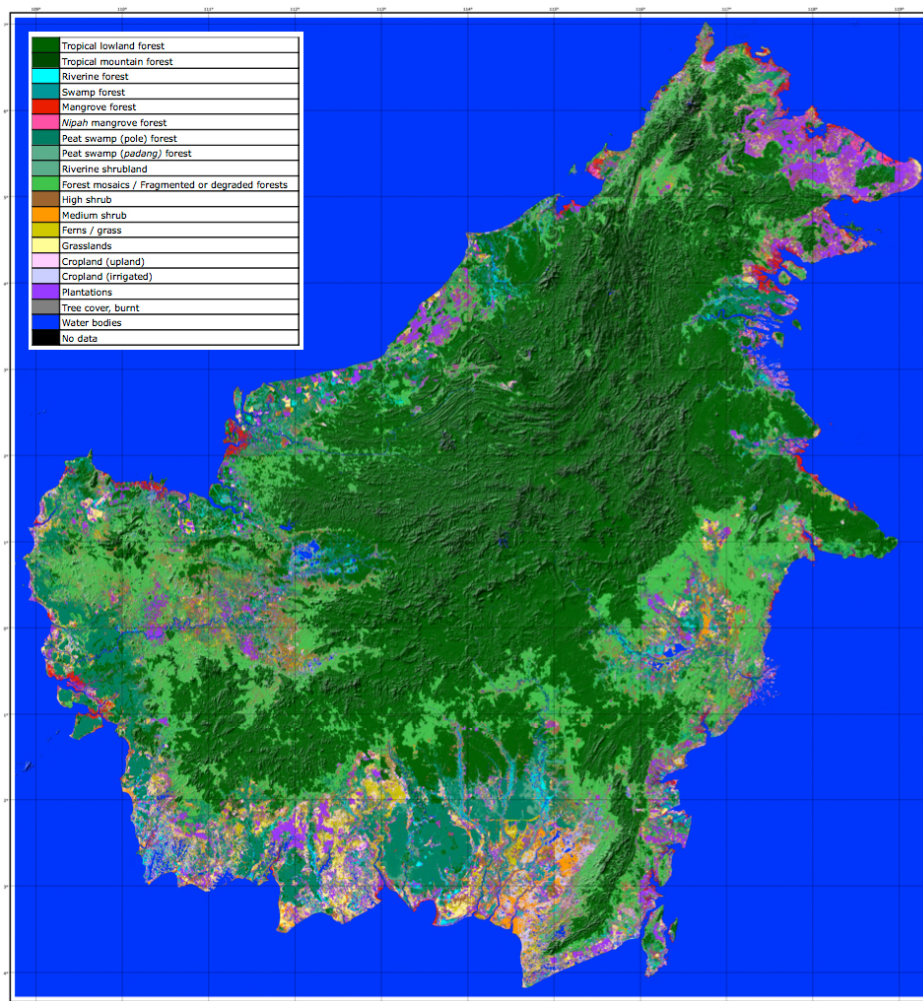 Tropical lowland forest
Tropical mountain forest
Riverine forest
Swamp forest
Mangrove forest
Nipah mangrove forest
Peat swamp (pole) forest
Peat swamp (padang) forest
Riverine shrubland
Forest mosaics / Fragmented or degraded forests
High shrub
Medium shrub
Ferns / grass
Grasslands
Cropland (upland)
Cropland (irrigated)
Plantations
Tree cover, burnt
Water bodies
No data